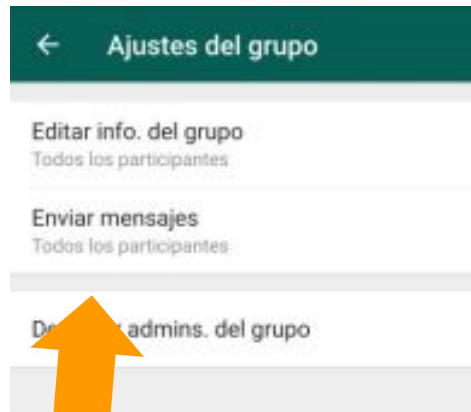 Ajustes del grupo
Editar info. del grupo
Todos los participantes
Enviar mensajes
Todos los participantes
admins. del grupo